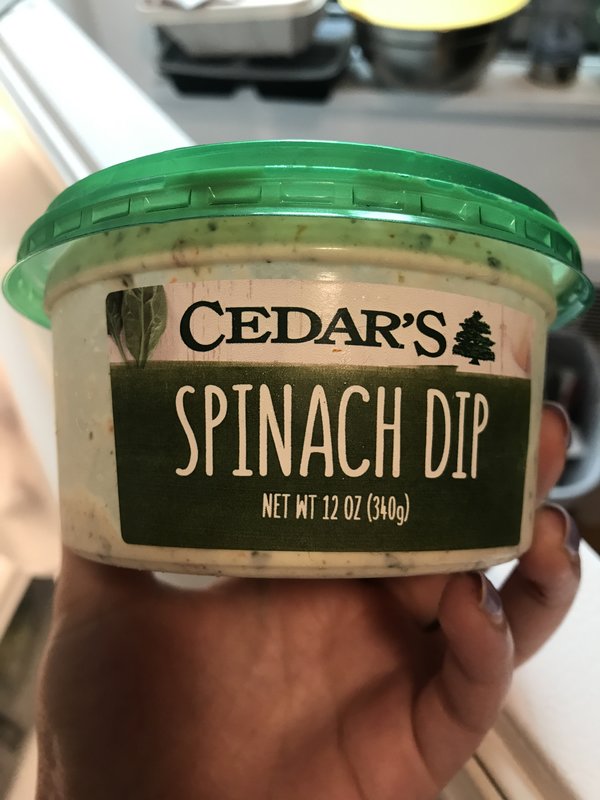 CEDAR'S
SPINACH DIP
NET WT 12 OZ (340g)